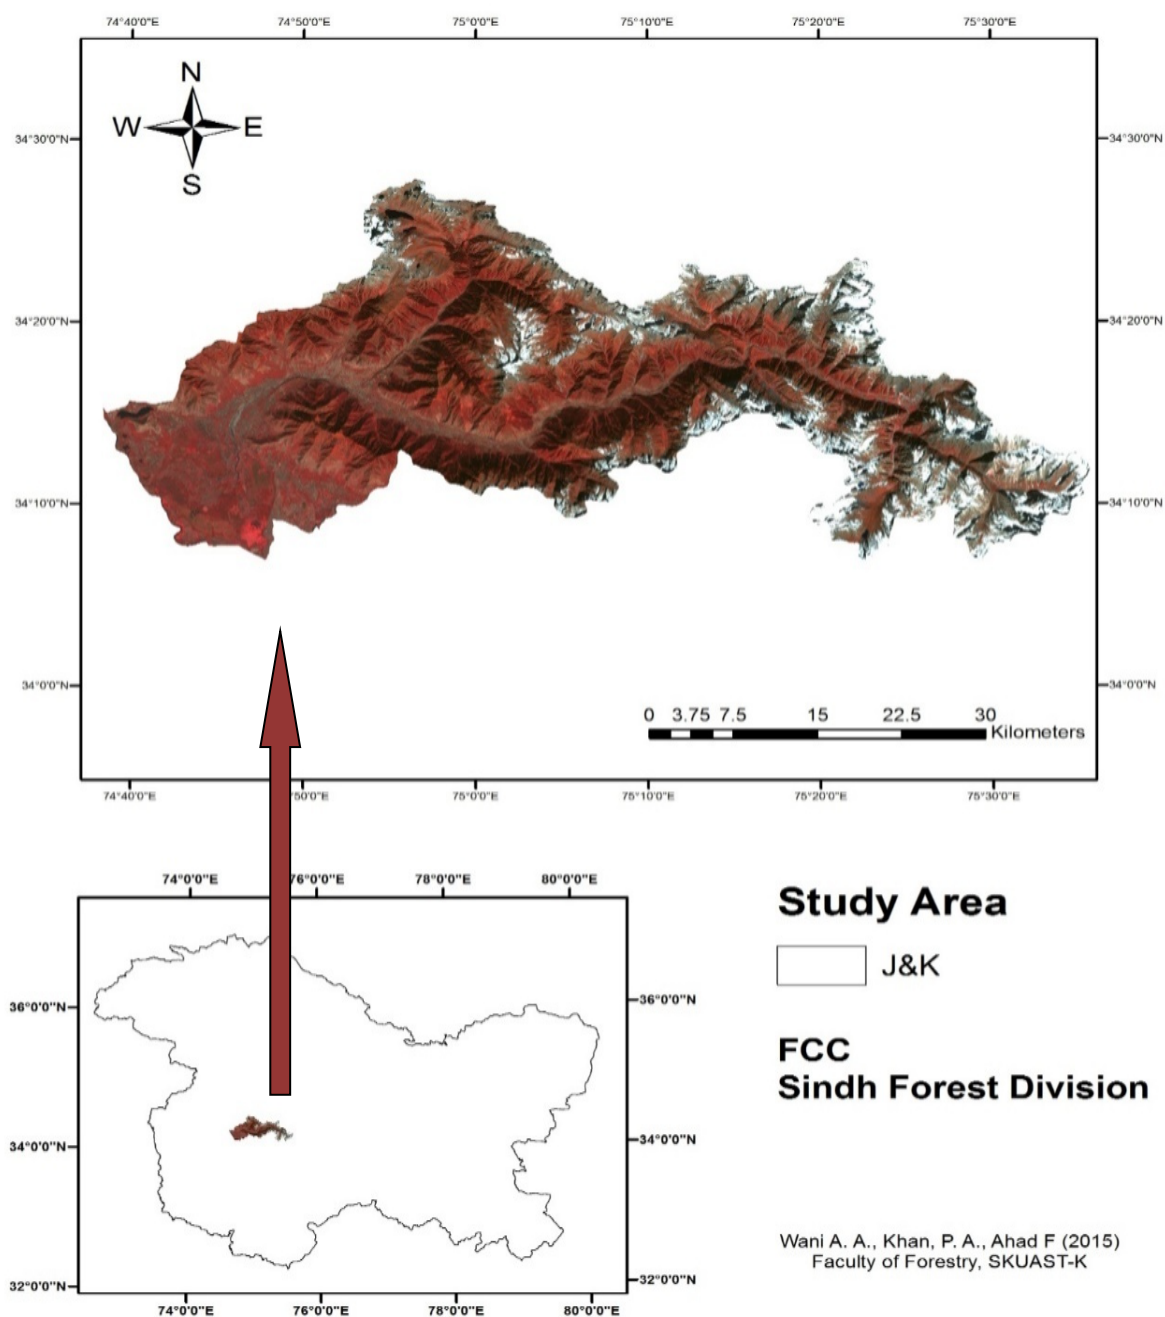 74°40'0"E 74°50'0"E 75°0'0"E 75°10'0"E 75°20'0"E 75°30'0"E
N
W E
S
34°30'0"N 34°30'0"N
34°20'0"N 34°20'0"N
34°10'0"N 34°10'0"N
34°0'0"N 34°0'0"N
0 3.75 7.5 15 22.5 30
Kilometers
74°40'0"E °50'0"E 75°0'0"E 75°10'0"E 75°20'0"E 75°30'0"E
74°0'0"E 76°0'0"E 78°0'0"E 80°0'0"E
36°0'0"N 36°0'0"N
34°0'0"N 34°0'0"N
32°0'0"N 32°0'0"N
74°0'0"E 76°0'0"E 78°0'0"E 80°0'0"E
Study Area
J&K
FCC
Sindh Forest Division
Wani A. A., Khan, P. A., Ahad F (2015)
Faculty of Forestry, SKUAST-K